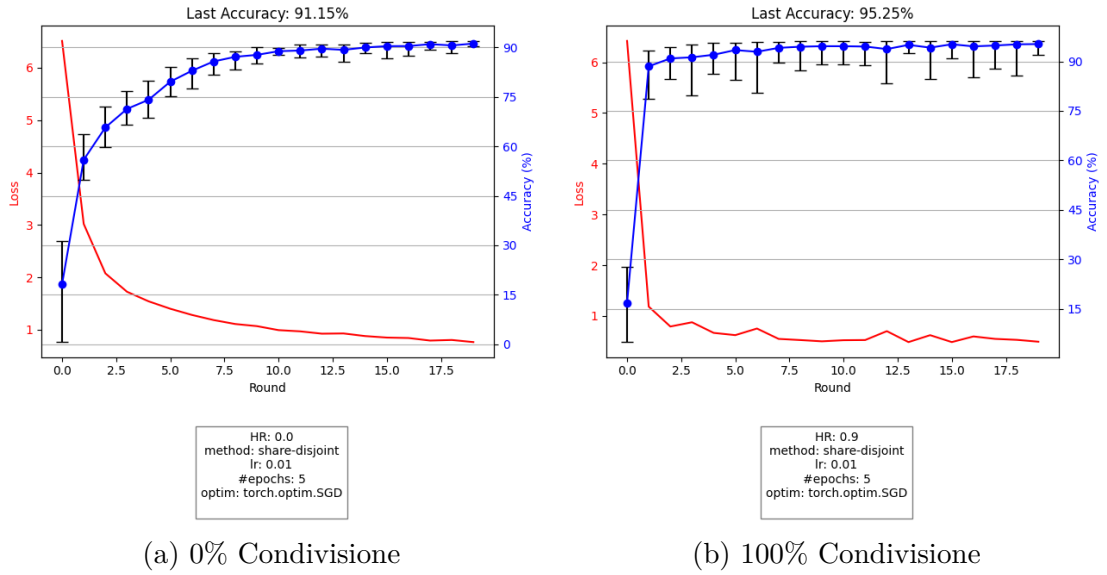 Last Accuracy: 91.15%
6
5
4
3
2
1
Loss
90
75
60
45
30
15
0
Accuracy (%)
0.0 2.5 5.0 7.5 10.0 12.5 15.0 17.5
Round
HR: 0.0
method: share-disjoint
lr: 0.01
#epochs: 5
optim: torch.optim.SGD
(a) 0% Condivisione
Last Accuracy: 95.25%
6
5
4
3
2
1
Loss
90
75
60
45
30
15
Accuracy (%)
0.0 2.5 5.0 7.5 10.0 12.5 15.0 17.5
Round
HR: 0.9
method: share-disjoint
lr: 0.01
#epochs: 5
optim: torch.optim.SGD
(b) 100% Condivisione